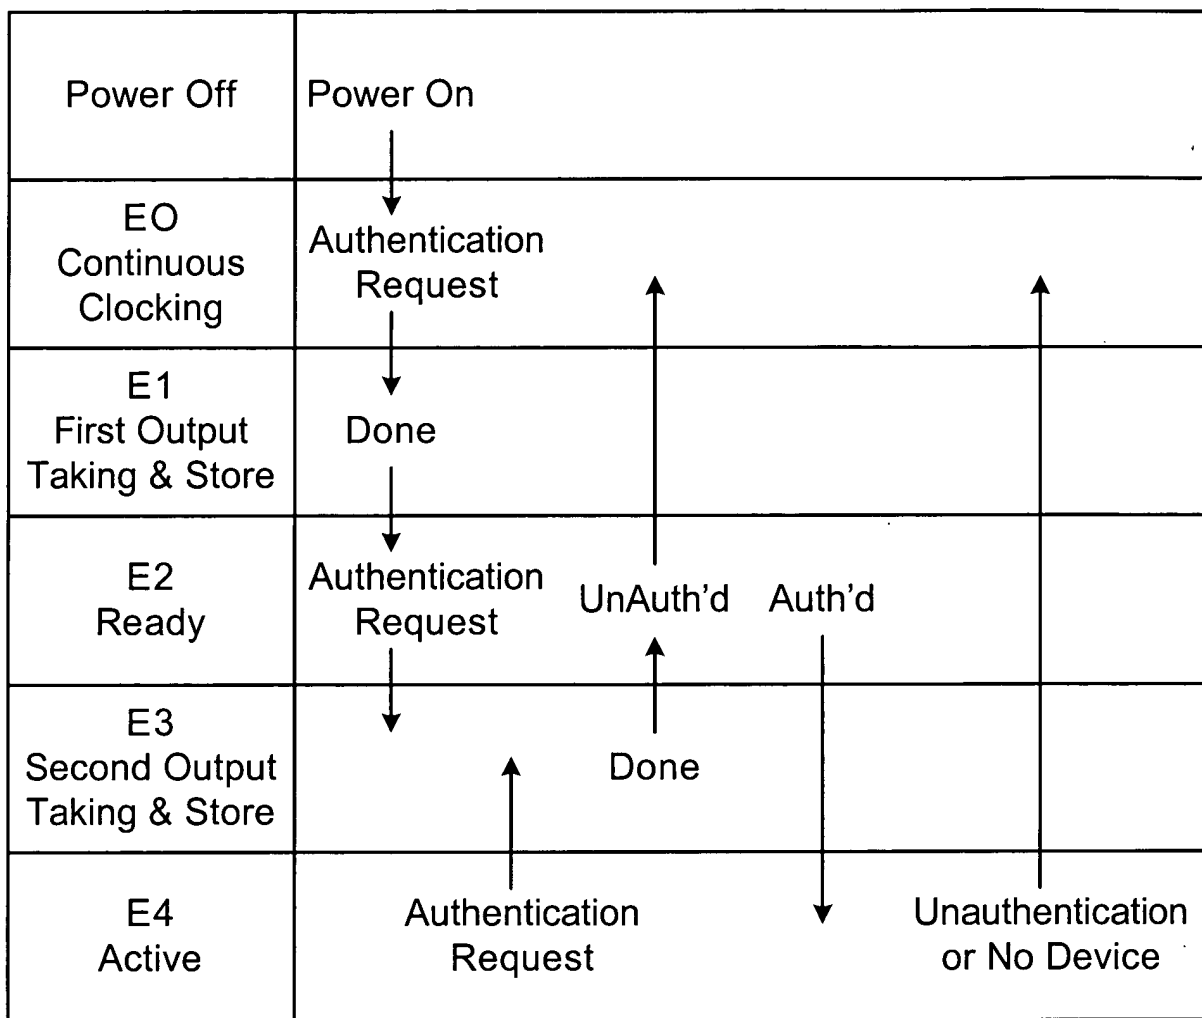 Power Off
Power On
EO
Continuous
Clocking
Authentication
Request
E1
First Output
Taking & Store
Done
E2
Ready
Authentication
Request
UnAuth'd
Auth'd
E3
Second Output
Taking & Store
Done
E4
Active
Authentication
Request
Unauthentication
or No Device